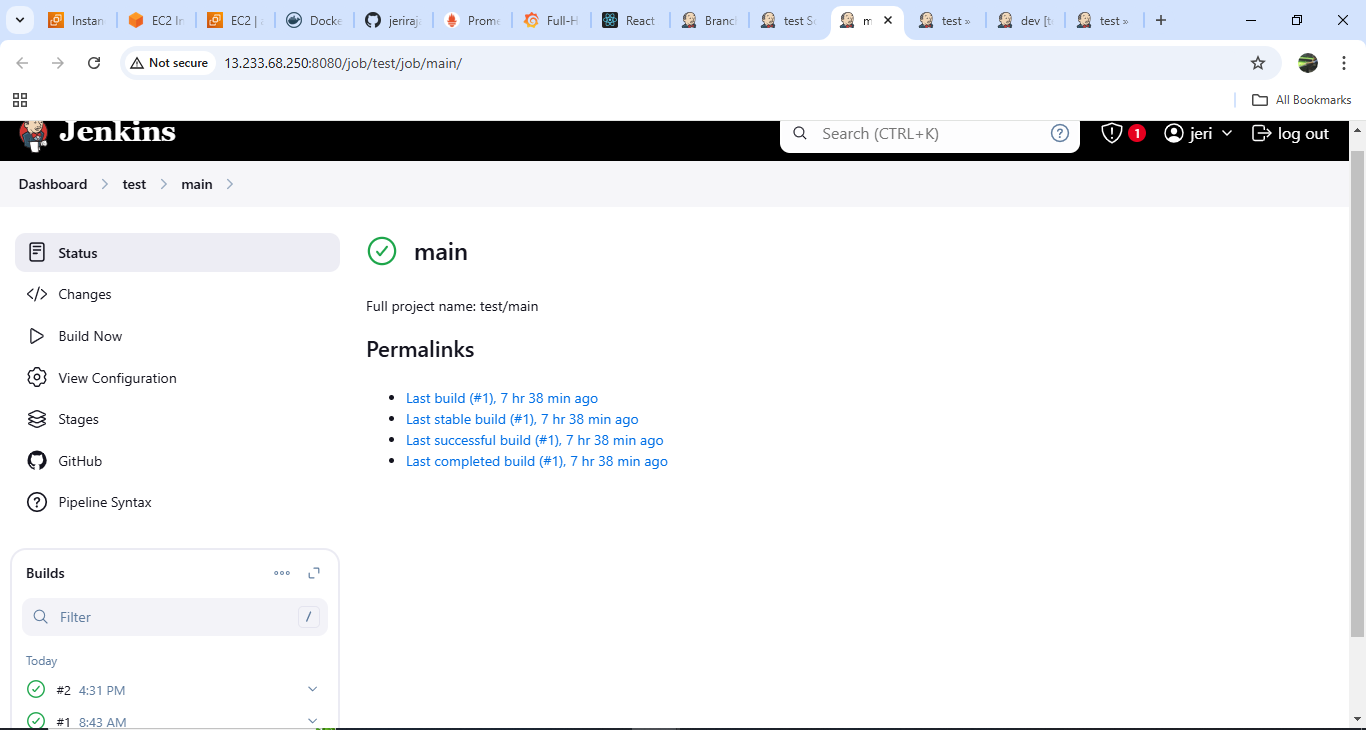 Instan EC2 In EC2 | Docke jeriraja Prome Full-H React Branch test Sc m test » dev [te test »
Not secure 13.233.68.250:8080/job/test/job/main/
All Bookmarks
Jenkins Search (CTRL+K) ? 1 jeri log out
Dashboard test main
Status
Changes
Build Now
View Configuration
Stages
GitHub
Pipeline Syntax
main
Full project name: test/main
Permalinks
Last build (#1), 7 hr 38 min ago
Last stable build (#1), 7 hr 38 min ago
Last successful build (#1), 7 hr 38 min ago
Last completed build (#1), 7 hr 38 min ago
Builds
Filter /
Today
#2 4:31 PM
#1 8:43 AM